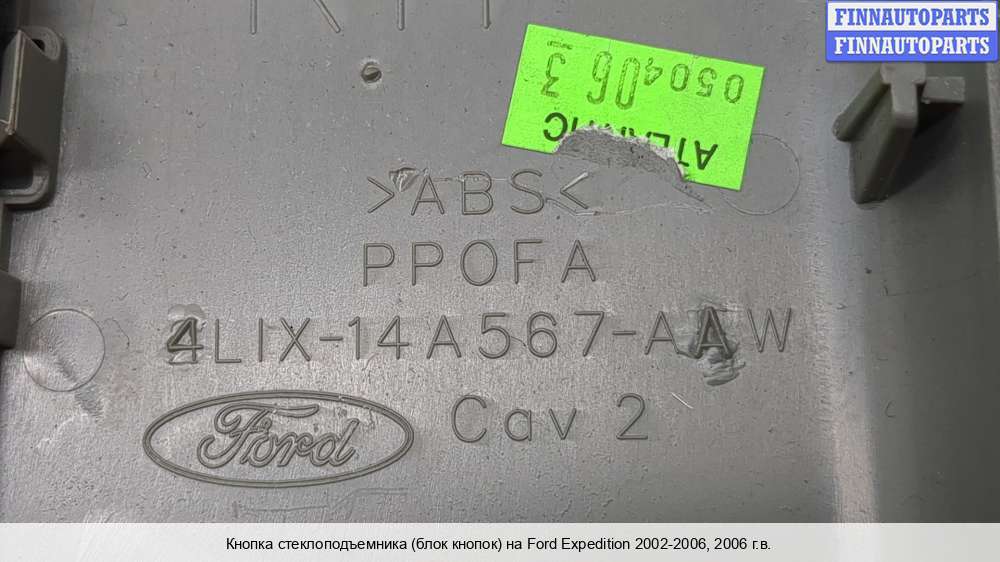 FINNAUTOPARTS
FINNAUTOPARTS
050406 3
ATLANTIC
>ABS<
PPOFA
4L1X-14A567-AAW
Ford
Cav 2
Кнопка стеклоподъемника (блок кнопок) на Ford Expedition 2002-2006, 2006 г.в.